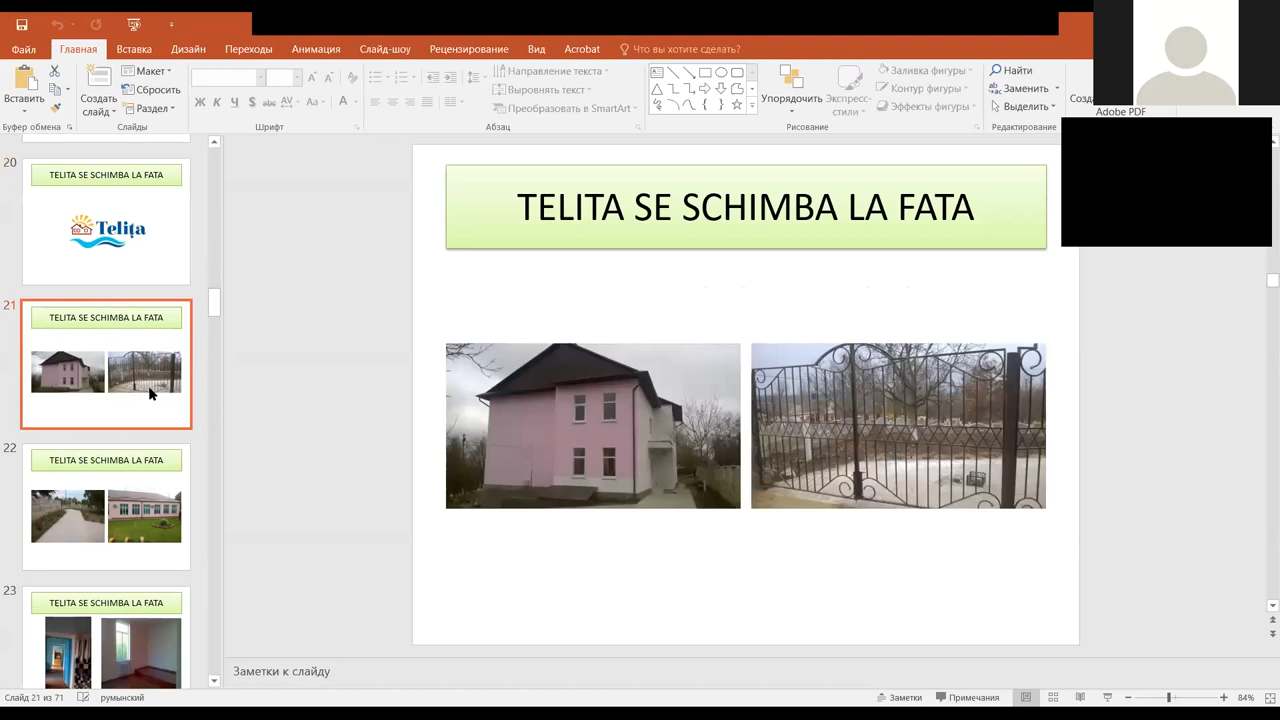 Файл Главная Вставка Дизайн Переходы Анимация Слайд-шоу Рецензирование Вид Acrobat Что вы хотите сделать?
Вставить
Создать слайд
Макет
Сбросить
Раздел
Ж К Ч S abc AV Aa A
Направление текста
Выровнять текст
Преобразовать в SmartArt
Упорядочить
Экспресс-стили
Заливка фигуры
Контур фигуры
Эффекты фигуры
Найти
Заменить
Выделить
Adobe PDF
Буфер обмена Слайды Шрифт Абзац Рисование Редактирование
20
TELITA SE SCHIMBA LA FATA
Telița
21
TELITA SE SCHIMBA LA FATA
22
TELITA SE SCHIMBA LA FATA
23
TELITA SE SCHIMBA LA FATA
TELITA SE SCHIMBA LA FATA
Заметки к слайду
Слайд 21 из 71 румынский Заметки Примечания 84%